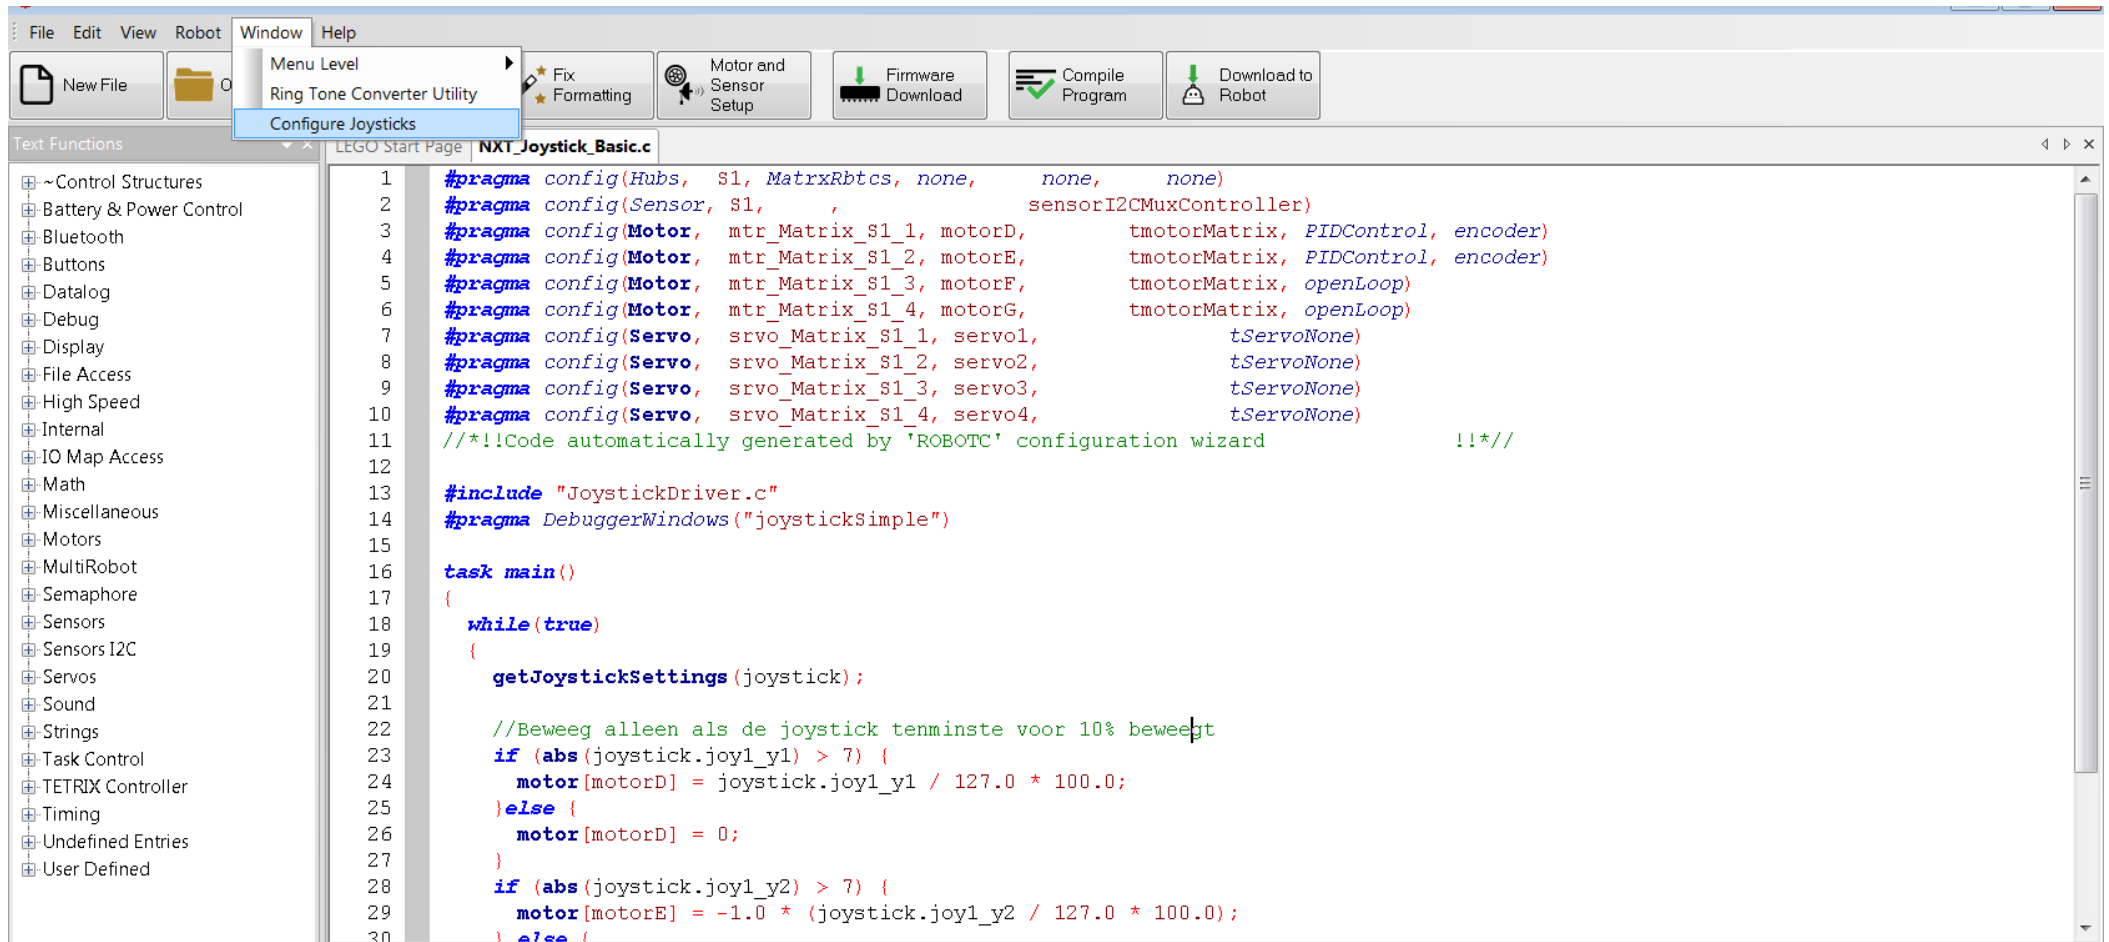 File Edit View Robot Window Help
Menu Level
Ring Tone Converter Utility
Configure Joysticks
New File
Fix
Formatting
Motor and
Sensor
Setup
Firmware
Download
Compile
Program
Download to
Robot
Text Functions
LEGO Start Page NXT_Joystick_Basic.c
~Control Structures
Battery & Power Control
Bluetooth
Buttons
Datalog
Debug
Display
File Access
High Speed
Internal
IO Map Access
Math
Miscellaneous
Motors
MultiRobot
Semaphore
Sensors
Sensors I2C
Servos
Sound
Strings
Task Control
TETRIX Controller
Timing
Undefined Entries
User Defined
1 #pragma config(Hubs, S1, MatrxRbtcs, none, none, none)
2 #pragma config(Sensor, S1, , sensorI2CMuxController)
3 #pragma config(Motor, mtr_Matrix_S1_1, motorD, tmotorMatrix, PIDControl, encoder)
4 #pragma config(Motor, mtr_Matrix_S1_2, motorE, tmotorMatrix, PIDControl, encoder)
5 #pragma config(Motor, mtr_Matrix_S1_3, motorF, tmotorMatrix, openLoop)
6 #pragma config(Motor, mtr_Matrix_S1_4, motorG, tmotorMatrix, openLoop)
7 #pragma config(Servo, srvo_Matrix_S1_1, servo1, tServoNone)
8 #pragma config(Servo, srvo_Matrix_S1_2, servo2, tServoNone)
9 #pragma config(Servo, srvo_Matrix_S1_3, servo3, tServoNone)
10 #pragma config(Servo, srvo_Matrix_S1_4, servo4, tServoNone)
11 //*!!Code automatically generated by 'ROBOTC' configuration wizard !!*//
12
13 #include "JoystickDriver.c"
14 #pragma DebuggerWindows("joystickSimple")
15
16 task main()
17 {
18 while(true)
19 {
20 getJoystickSettings(joystick);
21
22 //Beweeg alleen als de joystick tenminste voor 10% beweegt
23 if (abs(joystick.joy1_y1) > 7) {
24 motor[motorD] = joystick.joy1_y1 / 127.0 * 100.0;
25 }else {
26 motor[motorD] = 0;
27 }
28 if (abs(joystick.joy1_y2) > 7) {
29 motor[motorE] = -1.0 * (joystick.joy1_y2 / 127.0 * 100.0);
30 } else {